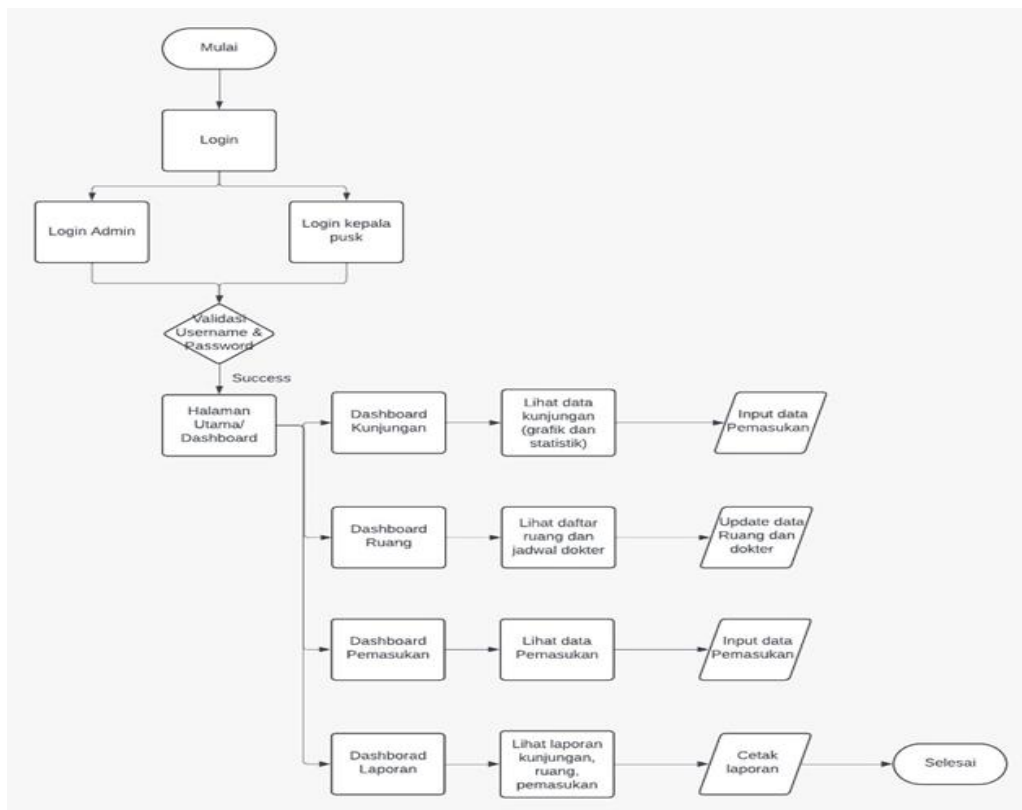 Mulai
Login
Login Admin
Login kepala
pusk
Validasi
Username &
Password
Success
Halaman
Utama/
Dashboard
Dashboard
Kunjungan
Lihat data
kunjungan
(grafik dan
statistik)
Input data
Pemasukan
Dashboard
Ruang
Lihat daftar
ruang dan
jadwal dokter
Update data
Ruang dan
dokter
Dashboard
Pemasukan
Lihat data
Pemasukan
Input data
Pemasukan
Dashborad
Laporan
Lihat laporan
kunjungan,
ruang,
pemasukan
Cetak
laporan
Selesai